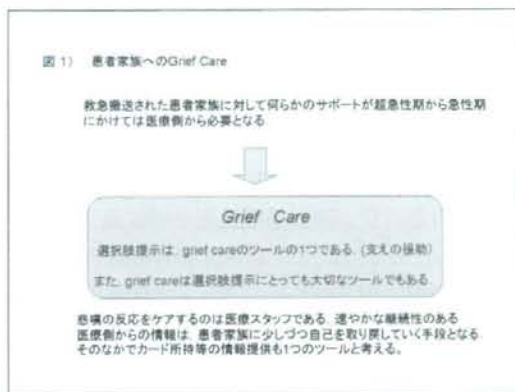 図 1） 患者家族へのGrief Care
救急搬送された患者家族に対して何らかのサポートが超急性期から急性期
にかけては医療側から必要となる
Grief Care
選択肢提示は、grief careのツールの1つである（支えの援助）
また、grief careは選択肢提示にとっても大切なツールでもある
悲嘆の反応をケアするのは医療スタッフである 速やかな継続性のある
医療側からの情報は 患者家族に少しづつ自己を取り戻していく手段となる
そのなかでカード所持等の情報提供も1つのツールと考える。